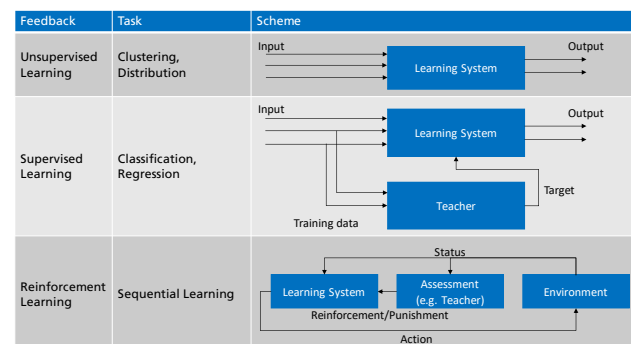 Feedback Task Scheme
Unsupervised
Learning
Clustering,
Distribution
Input
Learning System
Output
Supervised
Learning
Classification,
Regression
Input
Learning System
Output
Teacher
Target
Training data
Reinforcement
Learning
Sequential Learning
Status
Learning System
Assessment
(e.g. Teacher)
Environment
Reinforcement/Punishment
Action